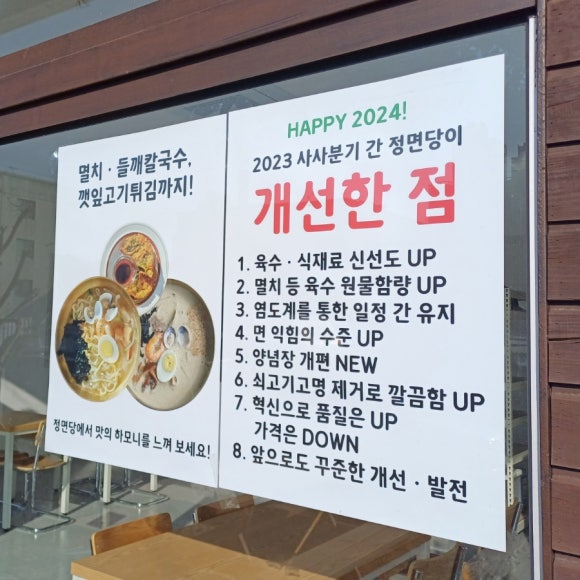 멸치 · 들깨칼국수,
깻잎고기튀김까지!
정면당에서 맛의 하모니를 느껴 보세요!
HAPPY 2024!
2023 사사분기 간 정면당이
개선한 점
1. 육수 · 식재료 신선도 UP
2. 멸치 등 육수 원물함량 UP
3. 염도계를 통한 일정 간 유지
4. 면 익힘의 수준 UP
5. 양념장 개편 NEW
6. 쇠고기고명 제거로 깔끔함 UP
7. 혁신으로 품질은 UP
가격은 DOWN
8. 앞으로도 꾸준한 개선 · 발전